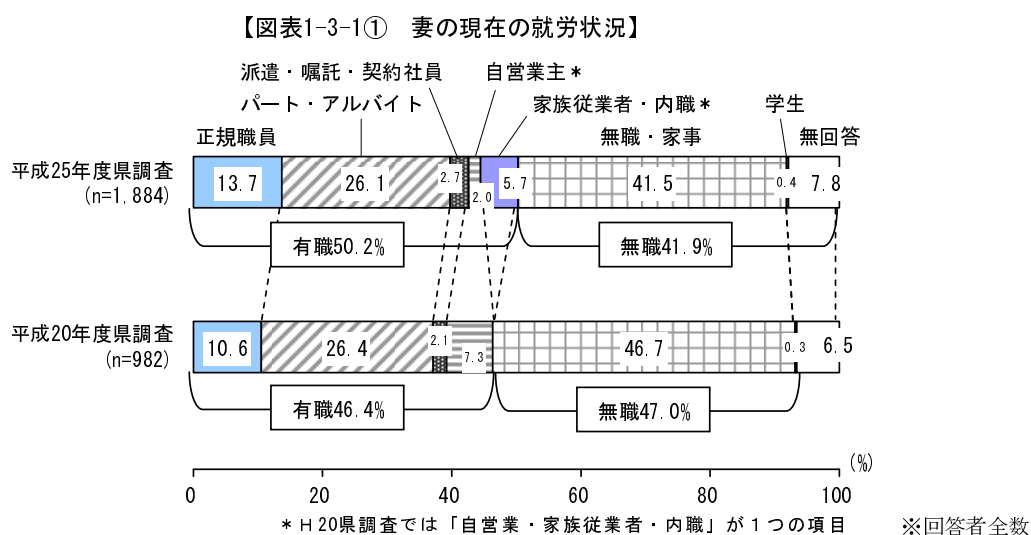 【図表1-3-1① 妻の現在の就労状況】
派遣・嘱託・契約社員
自営業主*
パート・アルバイト
家族従業者・内職*
学生
正規職員
無職・家事
無回答
平成25年度県調査
(n=1,884)
13.7
26.1
2.7
2.0
5.7
41.5
0.4
7.8
有職50.2%
無職41.9%
平成20年度県調査
(n=982)
10.6
26.4
2.1
7.3
46.7
0.3
6.5
有職46.4%
無職47.0%
(%)
0 20 40 60 80 100
*H20県調査では「自営業・家族従業者・内職」が1つの項目
※回答者全数